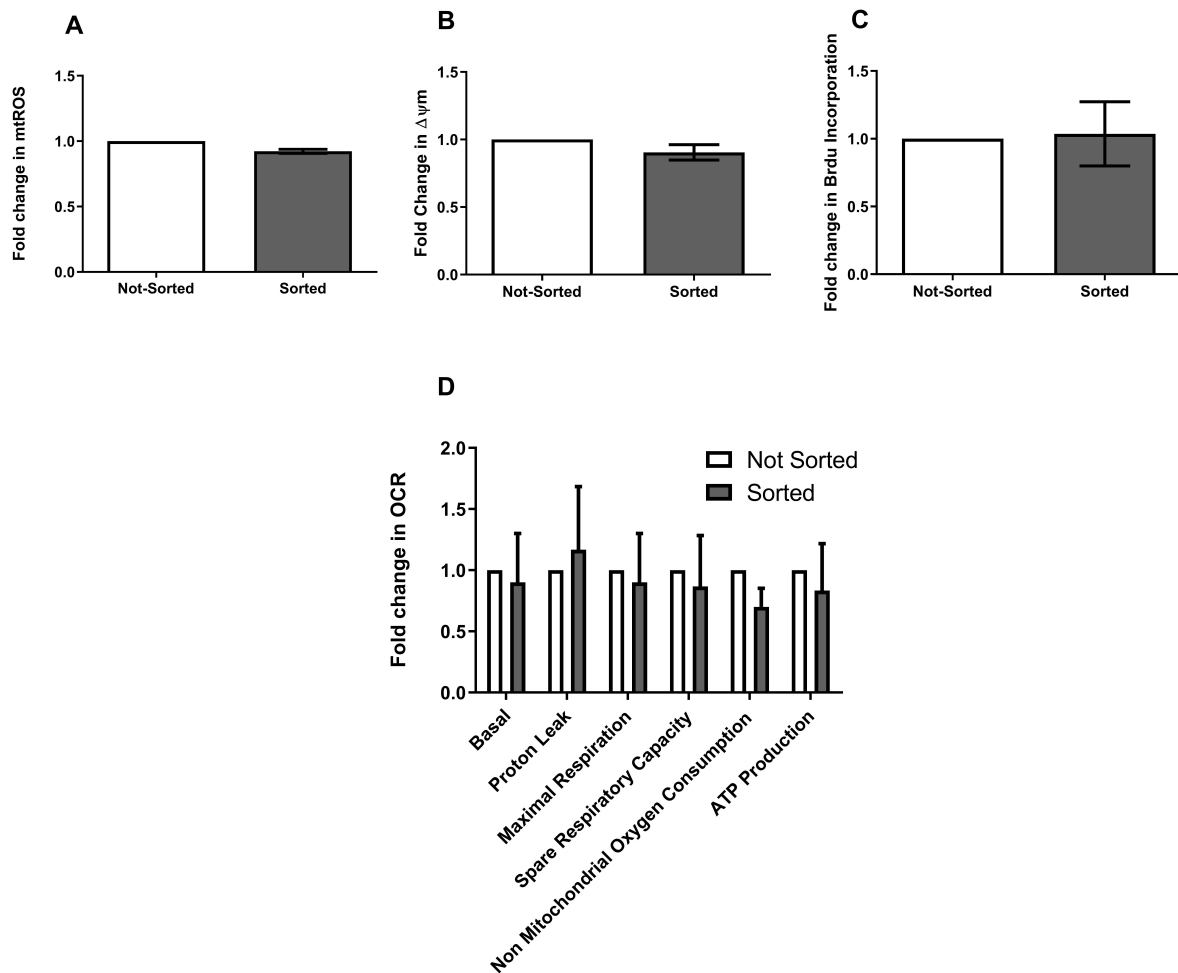 A
Fold change in mtROS
1.5
1.0
0.5
0.0
Not-Sorted
Sorted
B
Fold Change in Δψm
1.5
1.0
0.5
0.0
Not-Sorted
Sorted
C
Fold change in Brdu Incorporation
1.5
1.0
0.5
0.0
Not-Sorted
Sorted
D
Fold change in OCR
2.0
1.5
1.0
0.5
0.0
Not Sorted
Sorted
Basal
Proton Leak
Maximal Respiration
Spare Respiratory Capacity
Non Mitochondrial Oxygen Consumption
ATP Production